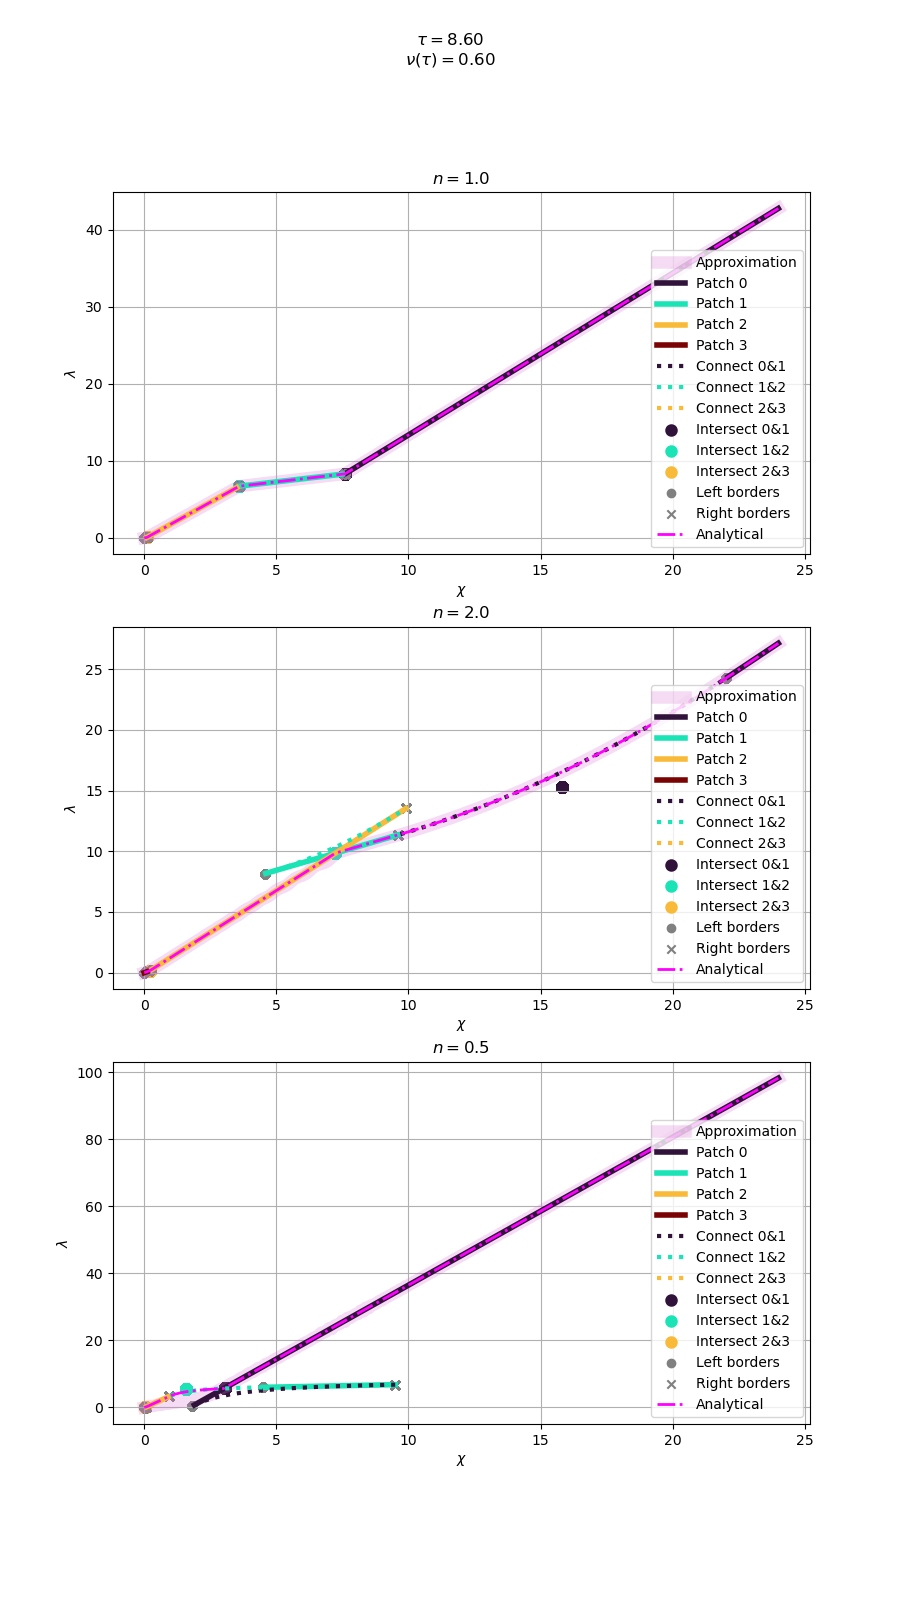 τ = 8.60
ν(τ) = 0.60
n = 1.0
λ
40
30
20
10
0
0 5 10 15 20 25
χ
Approximation
Patch 0
Patch 1
Patch 2
Patch 3
Connect 0&1
Connect 1&2
Connect 2&3
Intersect 0&1
Intersect 1&2
Intersect 2&3
Left borders
Right borders
Analytical
n = 2.0
λ
25
20
15
10
5
0
0 5 10 15 20 25
χ
Approximation
Patch 0
Patch 1
Patch 2
Patch 3
Connect 0&1
Connect 1&2
Connect 2&3
Intersect 0&1
Intersect 1&2
Intersect 2&3
Left borders
Right borders
Analytical
n = 0.5
λ
100
80
60
40
20
0
0 5 10 15 20 25
χ
Approximation
Patch 0
Patch 1
Patch 2
Patch 3
Connect 0&1
Connect 1&2
Connect 2&3
Intersect 0&1
Intersect 1&2
Intersect 2&3
Left borders
Right borders
Analytical